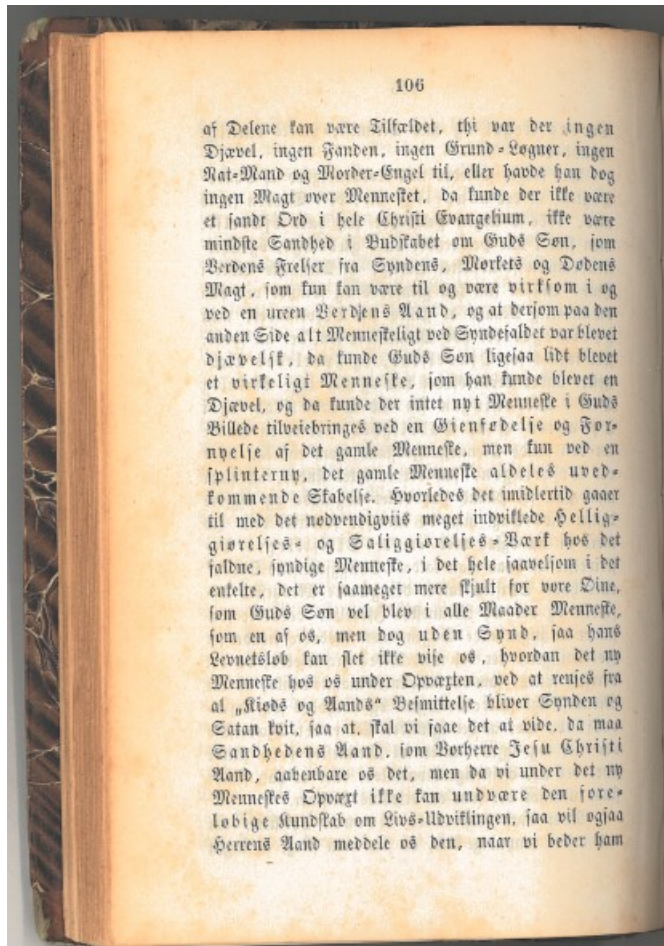 106
af Delene kan være Tilfældet, thi var der ingen
Djævel, ingen Fanden, ingen Grund-Løgner, ingen
Nat-Mand og Morder-Engel til, eller havde han dog
ingen Magt over Mennesket, da kunde der ikke være
et sandt Ord i hele Christi Evangelium, ikke være
mindste Sandhed i Budskabet om Guds Søn, som
Verdens Frelser fra Syndens, Mørkets og Dødens
Magt, som kun kan være til og være virksom i og
ved en ureen Verdjens Aand, og at dersom paa den
anden Side alt Menneskeligt ved Syndefaldet var blevet
djævelsk, da kunde Guds Søn ligesaa lidt blevet
et virkeligt Menneske, som han kunde blevet en
Djævel, og da kunde der intet nyt Menneske i Guds
Billede tilveiebringes ved en Gienfødelse og For-
nyelse af det gamle Menneske, men kun ved en
splinterny, det gamle Menneske aldeles uved-
kommende Skabelse. Hvorledes det imidlertid gaaer
til med det nødvendigviis meget indviklede Hellig-
giørelses- og Saliggiørelses-Værk hos det
faldne, syndige Menneske, i det hele saavelsom i det
enkelte, det er saameget mere skjult for vore Øine,
som Guds Søn vel blev i alle Maader Menneske,
som en af os, men dog uden Synd, saa hans
Levnetsløb kan slet ikke vise os, hvordan det ny
Menneske hos os under Opvæxten, ved at renses fra
al „Kiøds og Aands“ Besmittelse bliver Synden og
Satan kvit, saa at, skal vi faae det at vide, da maa
Sandhedens Aand, som Vorherre Jesu Christi
Aand, aabenbare os det, men da vi under det ny
Menneskes Opvæxt ikke kan undvære den fore-
løbige Kundskab om Livs-Udviklingen, saa vil ogsaa
Herrens Aand meddele os den, naar vi beder ham